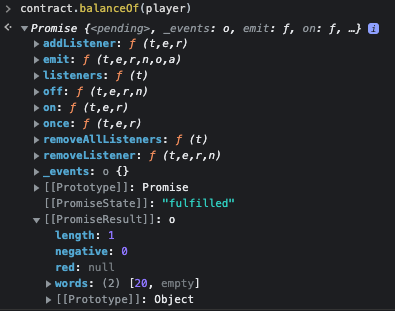 > contract.balanceOf(player)
Promise {<pending>, _events: o, emit: ƒ, on: ƒ, …} i
addListener: ƒ (t,e,r)
emit: ƒ (t,e,r,n,o,a)
listeners: ƒ (t)
off: ƒ (t,e,r,n)
on: ƒ (t,e,r)
once: ƒ (t,e,r)
removeAllListeners: ƒ (t)
removeListener: ƒ (t,e,r,n)
_events: o {}
[[Prototype]]: Promise
[[PromiseState]]: "fulfilled"
[[PromiseResult]]: o
length: 1
negative: 0
red: null
words: (2) [20, empty]
[[Prototype]]: Object